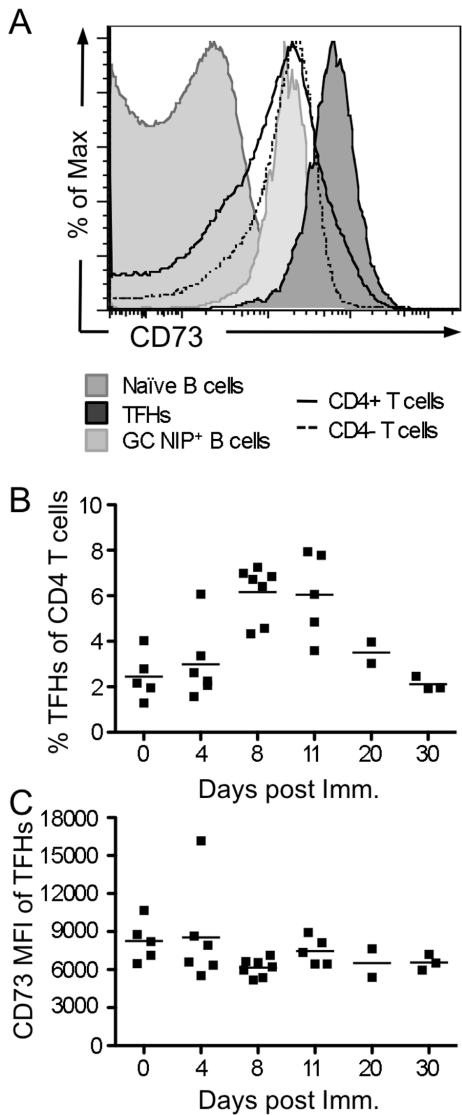 A
% of Max
CD73
Naïve B cells
TFHs
GC NIP+ B cells
CD4+ T cells
CD4- T cells
B
% TFHs of CD4 T cells
10
8
6
4
2
0
0 4 8 11 20 30
Days post Imm.
C
CD73 MFI of TFHs
18000
15000
12000
9000
6000
3000
0
0 4 8 11 20 30
Days post Imm.